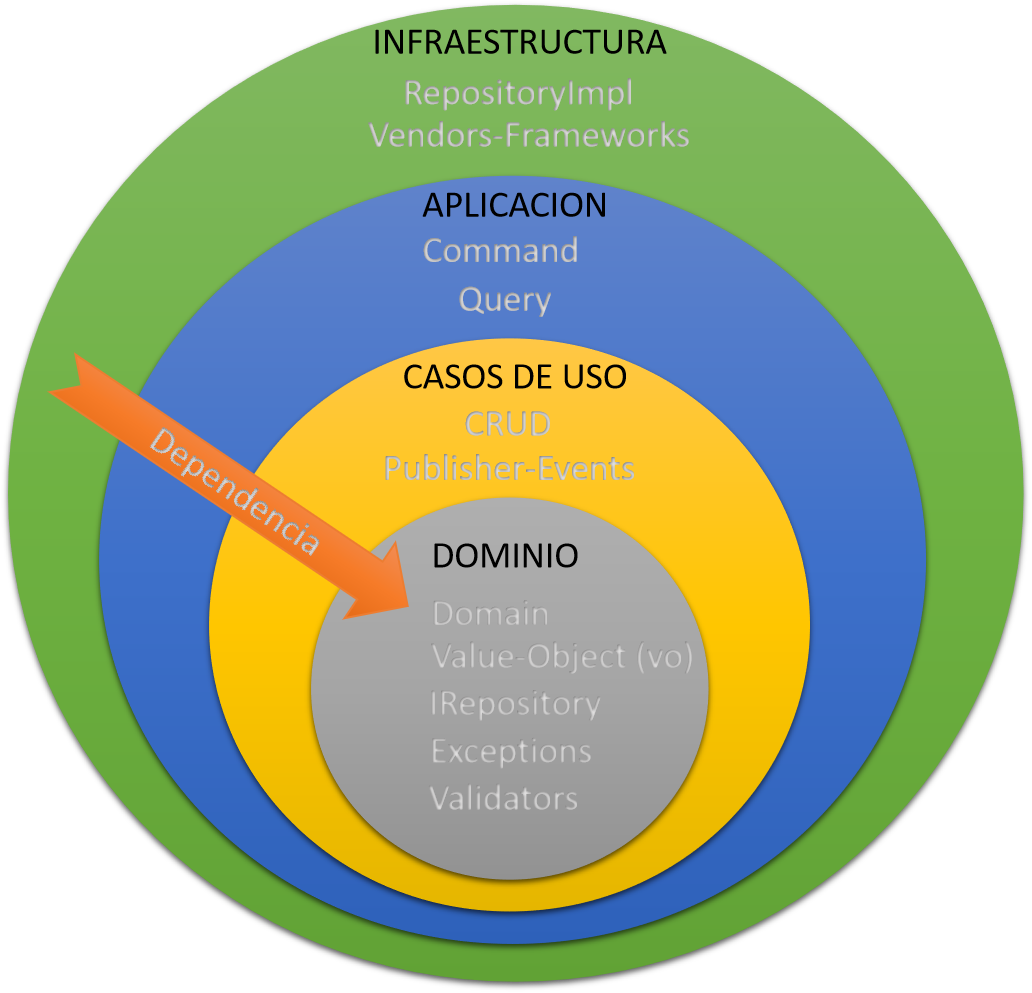 INFRAESTRUCTURA
RepositoryImpl
Vendors-Frameworks
APLICACION
Command
Query
CASOS DE USO
CRUD
Publisher-Events
Dependencia
DOMINIO
Domain
Value-Object (vo)
IRepository
Exceptions
Validators